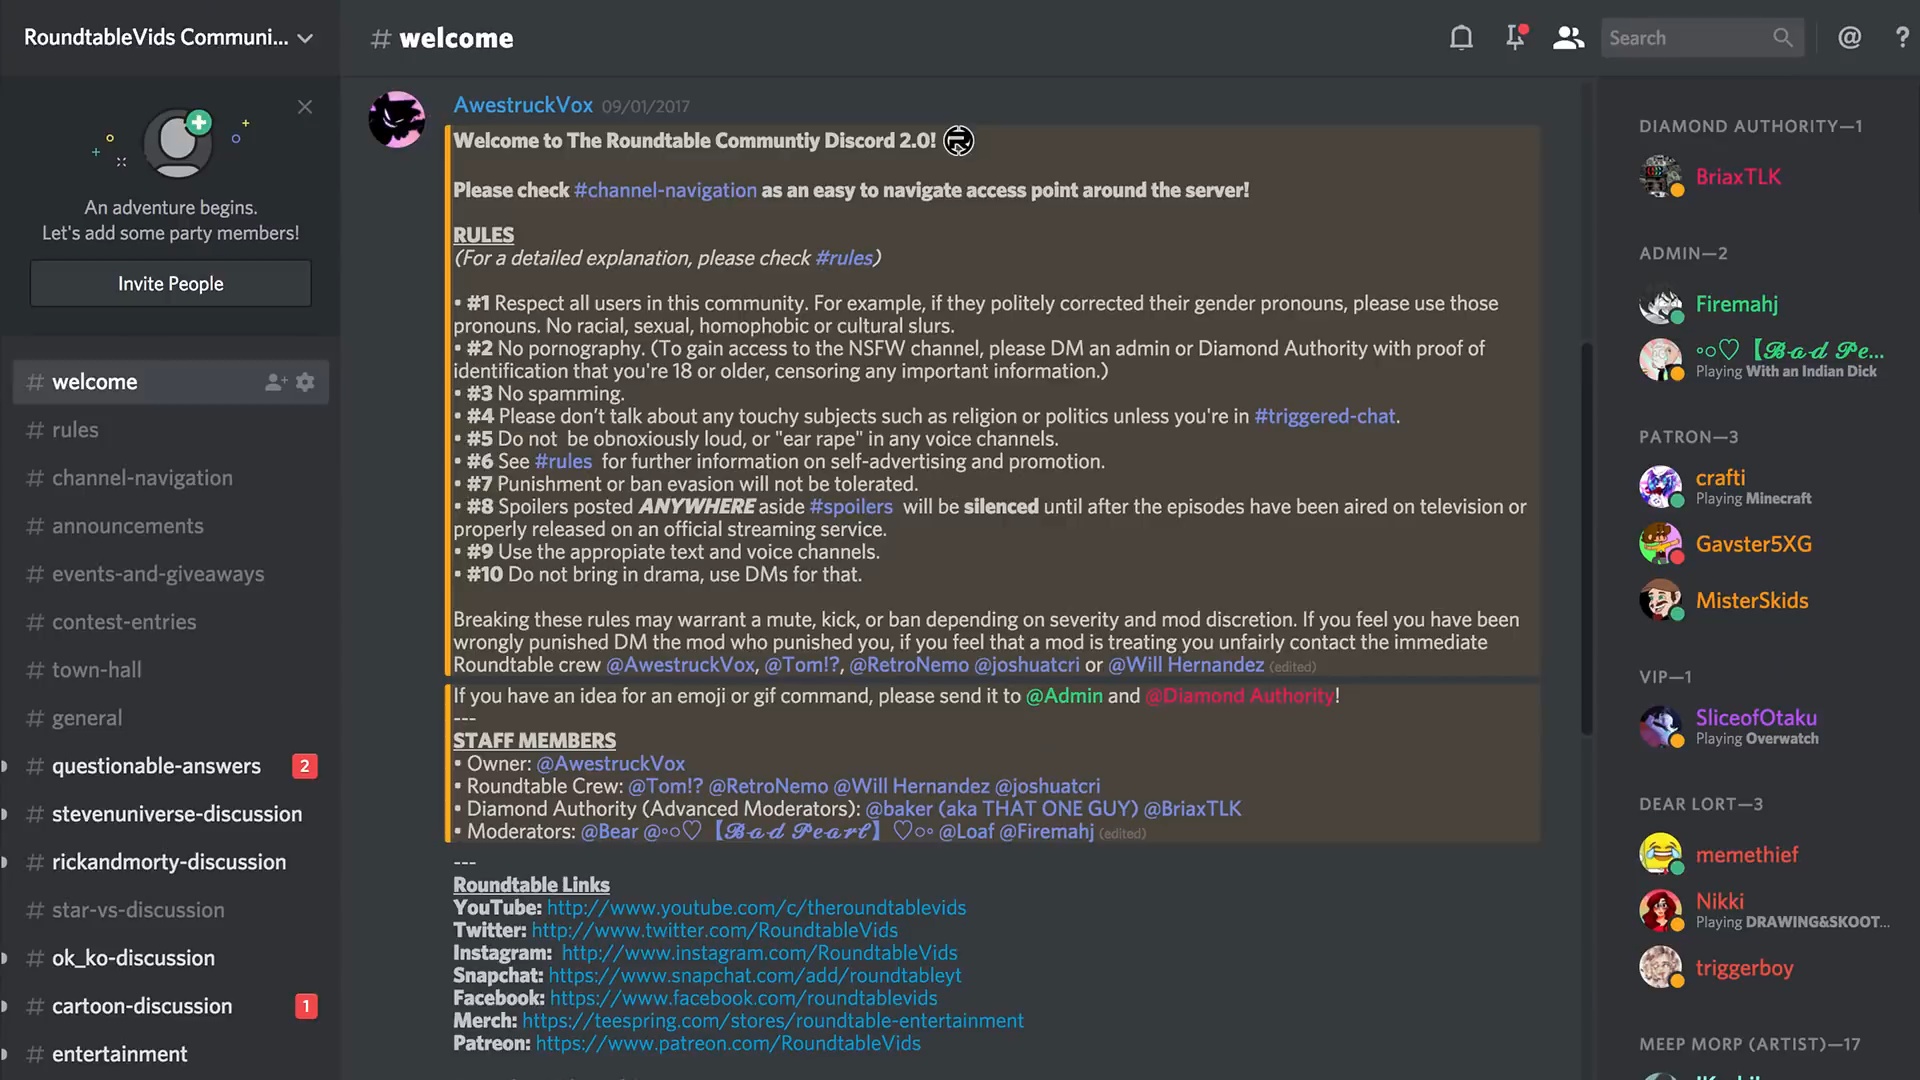 RoundtableVids Communi...
# welcome
Search
@
?
An adventure begins.
Let's add some party members!
Invite People
# welcome
# rules
# channel-navigation
# announcements
# events-and-giveaways
# contest-entries
# town-hall
# general
# questionable-answers 2
# stevenuniverse-discussion
# rickandmorty-discussion
# star-vs-discussion
# ok_ko-discussion
# cartoon-discussion 1
# entertainment
AwestruckVox 09/01/2017
Welcome to The Roundtable Communtiy Discord 2.0!
Please check #channel-navigation as an easy to navigate access point around the server!
RULES
(For a detailed explanation, please check #rules)
• #1 Respect all users in this community. For example, if they politely corrected their gender pronouns, please use those
pronouns. No racial, sexual, homophobic or cultural slurs.
• #2 No pornography. (To gain access to the NSFW channel, please DM an admin or Diamond Authority with proof of
identification that you're 18 or older, censoring any important information.)
• #3 No spamming.
• #4 Please don't talk about any touchy subjects such as religion or politics unless you're in #triggered-chat.
• #5 Do not be obnoxiously loud, or "ear rape" in any voice channels.
• #6 See #rules for further information on self-advertising and promotion.
• #7 Punishment or ban evasion will not be tolerated.
• #8 Spoilers posted ANYWHERE aside #spoilers will be silenced until after the episodes have been aired on television or
properly released on an official streaming service.
• #9 Use the appropiate text and voice channels.
• #10 Do not bring in drama, use DMs for that.
Breaking these rules may warrant a mute, kick, or ban depending on severity and mod discretion. If you feel you have been
wrongly punished DM the mod who punished you, if you feel that a mod is treating you unfairly contact the immediate
Roundtable crew @AwestruckVox, @Tom!?, @RetroNemo @joshuatcri or @Will Hernandez (edited)
If you have an idea for an emoji or gif command, please send it to @Admin and @Diamond Authority!
---
STAFF MEMBERS
• Owner: @AwestruckVox
• Roundtable Crew: @Tom!? @RetroNemo @Will Hernandez @joshuatcri
• Diamond Authority (Advanced Moderators): @baker (aka THAT ONE GUY) @BriaxTLK
• Moderators: @Bear @∘○♡【𝓑𝓪𝓭 𝓟𝓮𝓪𝓻𝓵】♡○∘ @Loaf @Firemahj (edited)
---
Roundtable Links
YouTube: http://www.youtube.com/c/theroundtablevids
Twitter: http://www.twitter.com/RoundtableVids
Instagram: http://www.instagram.com/RoundtableVids
Snapchat: https://www.snapchat.com/add/roundtableyt
Facebook: https://www.facebook.com/roundtablevids
Merch: https://teespring.com/stores/roundtable-entertainment
Patreon: https://www.patreon.com/RoundtableVids
DIAMOND AUTHORITY—1
BriaxTLK
ADMIN—2
Firemahj
∘○♡【𝓑𝓪𝓭 𝓟𝓮...
Playing With an Indian Dick
PATRON—3
crafti
Playing Minecraft
Gavster5XG
MisterSkids
VIP—1
SliceofOtaku
Playing Overwatch
DEAR LORT—3
memethief
Nikki
Playing DRAWING&SKOOT...
triggerboy
MEEP MORP (ARTIST)—17